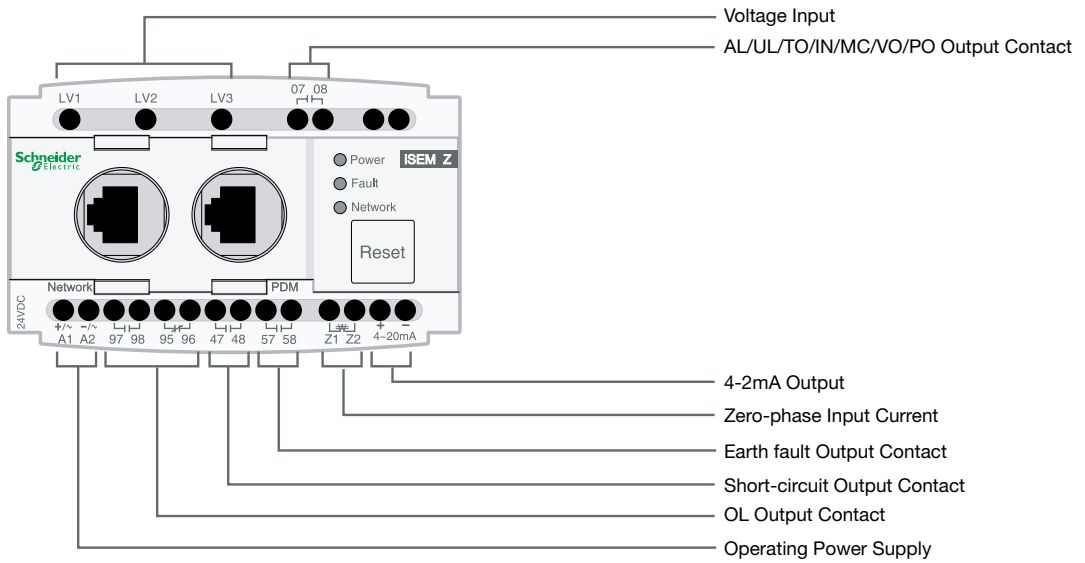 Voltage Input
AL/UL/TO/IN/MC/VO/PO Output Contact
07 08
LV1 LV2 LV3
Schneider Electric
Power iSEM Z
Fault
Network
Reset
Network PDM
24VDC
+/~ -/~ + -
A1 A2 97 98 95 96 47 48 57 58 Z1 Z2 4~20mA
4-2mA Output
Zero-phase Input Current
Earth fault Output Contact
Short-circuit Output Contact
OL Output Contact
Operating Power Supply